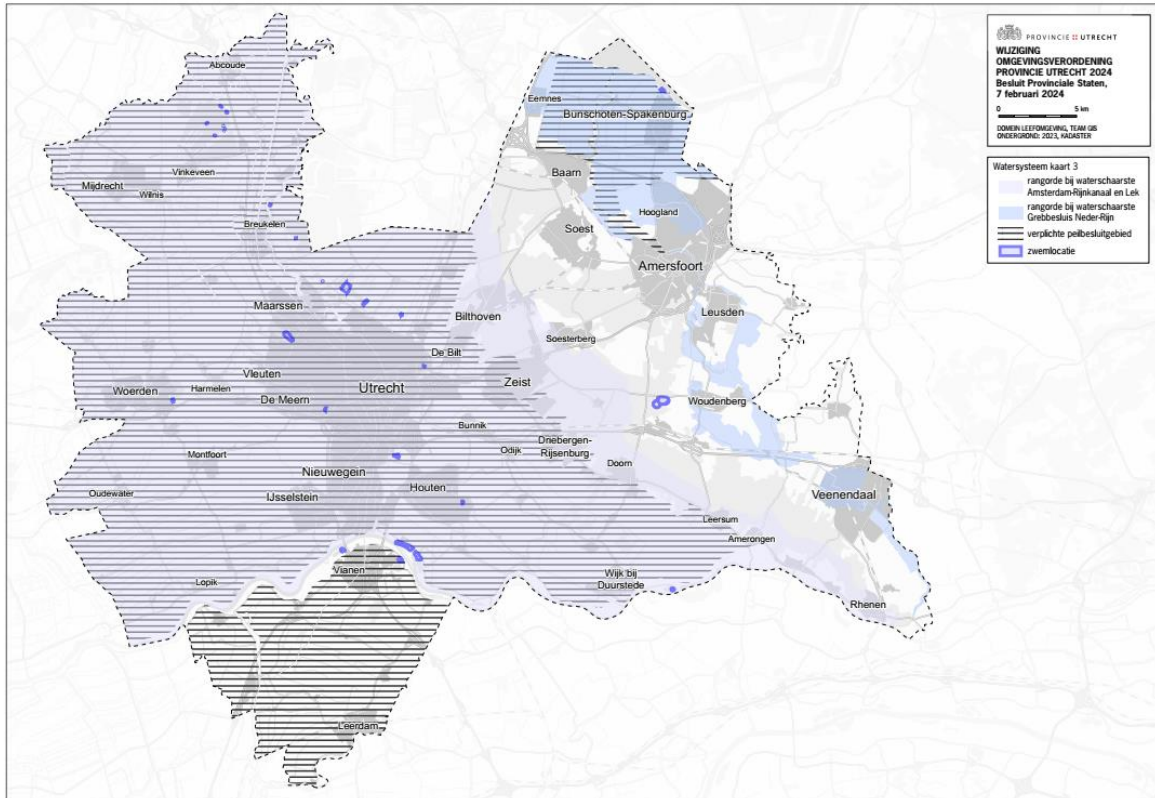 PROVINCIE UTRECHT
WIJZIGING
OMGEVINGSVERORDENING
PROVINCIE UTRECHT 2024
Besluit Provinciale Staten,
7 februari 2024
0 5 km
DOMEIN LEEFOMGEVING, TEAM GIS
ONDERGROND: 2023, KADASTER
Watersysteem kaart 3
rangorde bij waterschaarste
Amsterdam-Rijnkanaal en Lek
rangorde bij waterschaarste
Grebbesluis Neder-Rijn
verplichte peilbesluitgebied
zwemlocatie
Abcoude
Eemnes
Bunschoten-Spakenburg
Baarn
Vinkeveen
Mijdrecht
Wilnis
Hoogland
Breukelen
Soest
Amersfoort
Maarssen
Bilthoven
Leusden
Soesterberg
De Bilt
Vleuten
Zeist
Woerden
Harmelen
Utrecht
De Meern
Woudenberg
Bunnik
Driebergen-
Rijsenburg
Odijk
Montfoort
Doorn
Nieuwegein
Houten
Oudewater
IJsselstein
Veenendaal
Leersum
Amerongen
Vianen
Lopik
Wijk bij
Duurstede
Rhenen
Leerdam